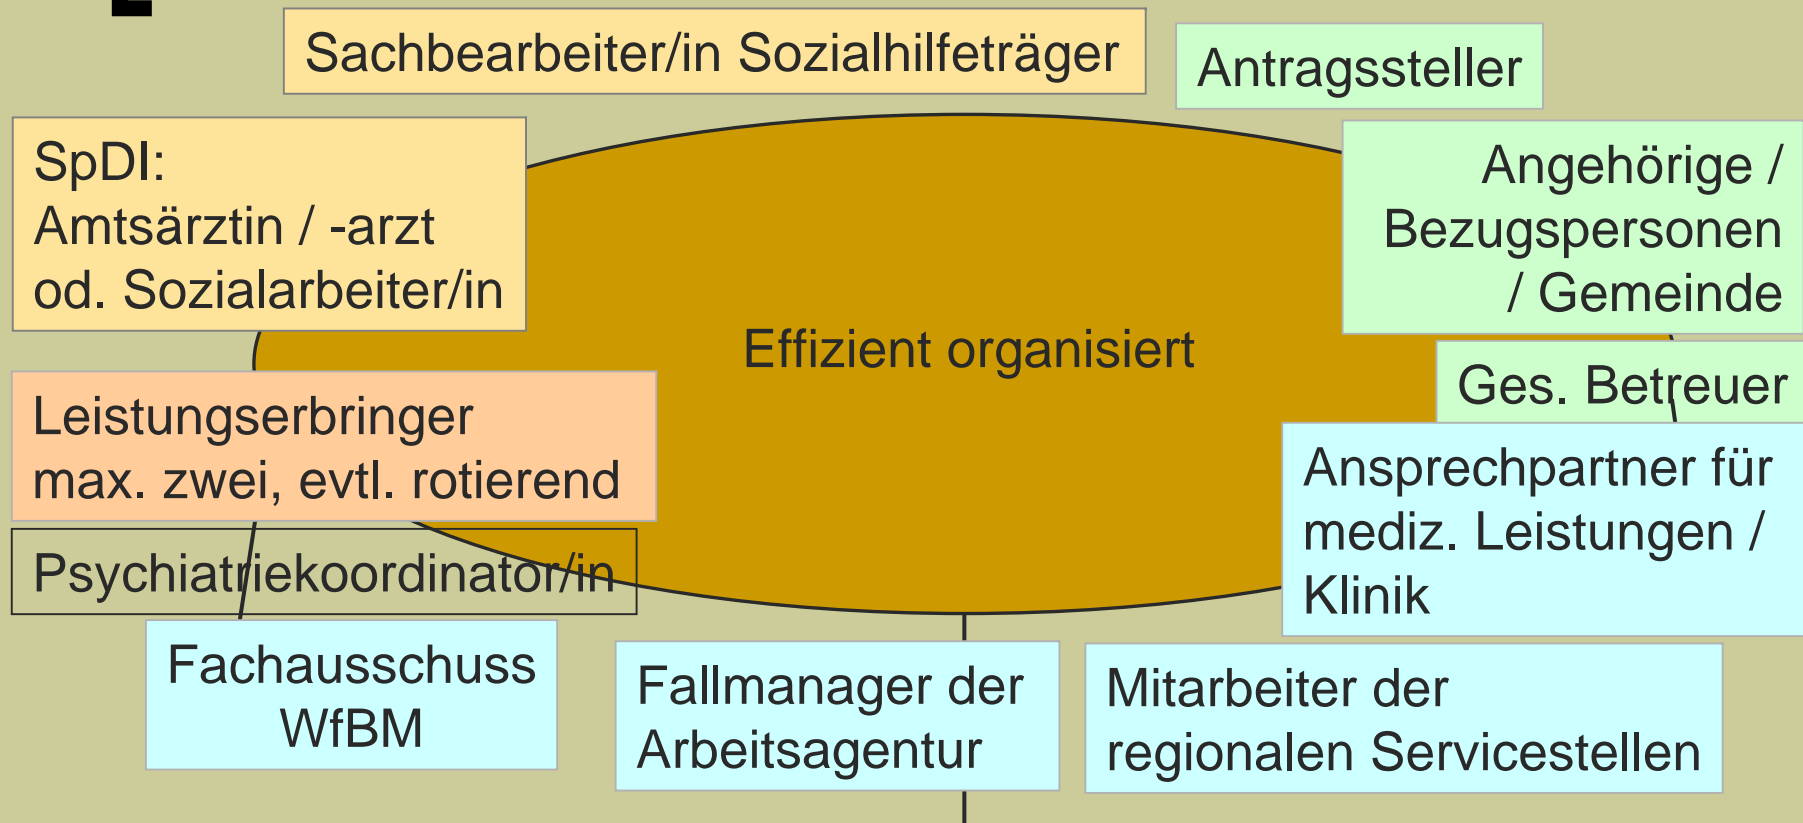 Sachbearbeiter/in Sozialhilfeträger
Antragssteller
SpDI:
Amtsärztin / -arzt
od. Sozialarbeiter/in
Angehörige /
Bezugspersonen
/ Gemeinde
Effizient organisiert
Ges. Betreuer
Leistungserbringer
max. zwei, evtl. rotierend
Ansprechpartner für
mediz. Leistungen /
Klinik
Psychiatriekoordinator/in
Fachausschuss
WfBM
Fallmanager der
Arbeitsagentur
Mitarbeiter der
regionalen Servicestellen